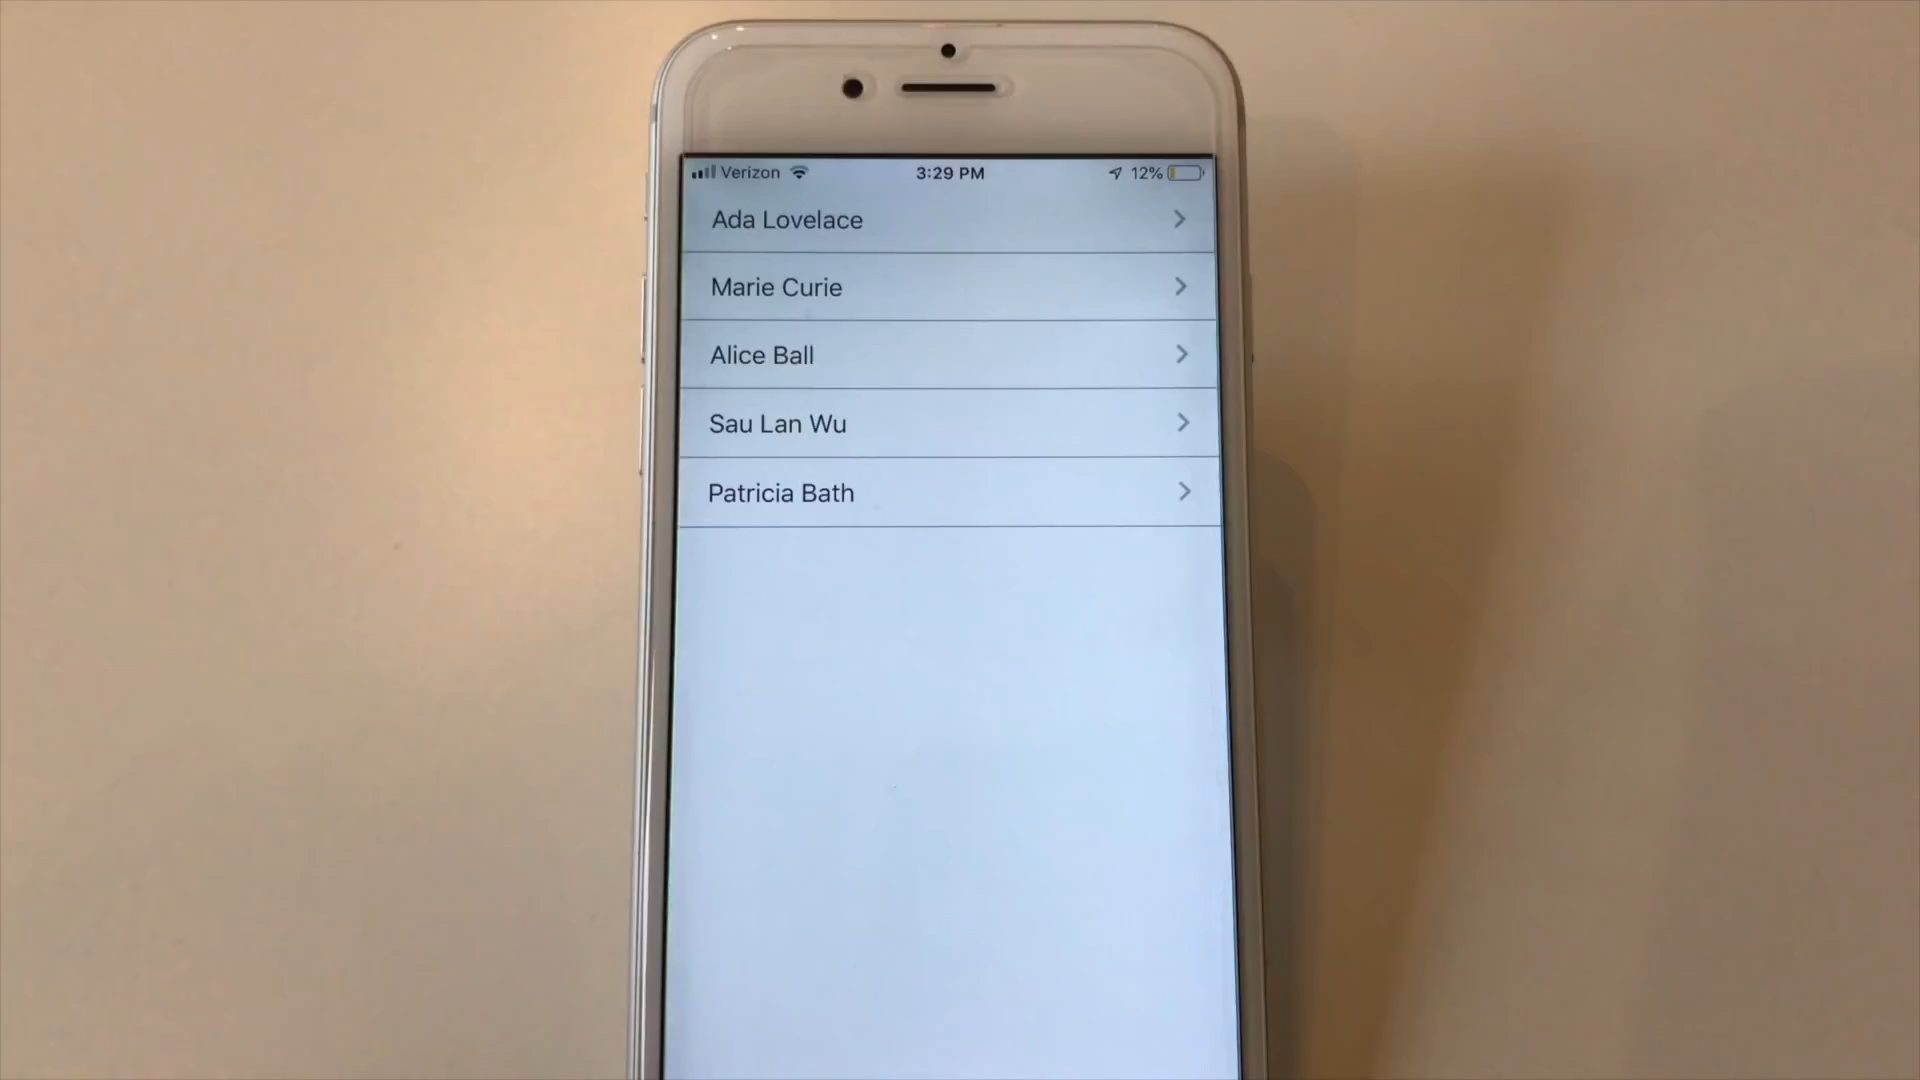 Verizon 3:29 PM 12%
Ada Lovelace
Marie Curie
Alice Ball
Sau Lan Wu
Patricia Bath